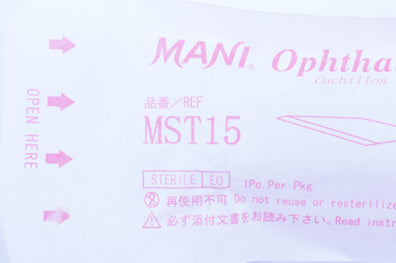 OPEN HERE
MANI® Ophtha
Cuchillos
品番/REF
MST15
STERILE EO 1Pc. Per Pkg.
再使用不可 Do not reuse or resterilize
必ず添付文書をお読み下さい。Read instr